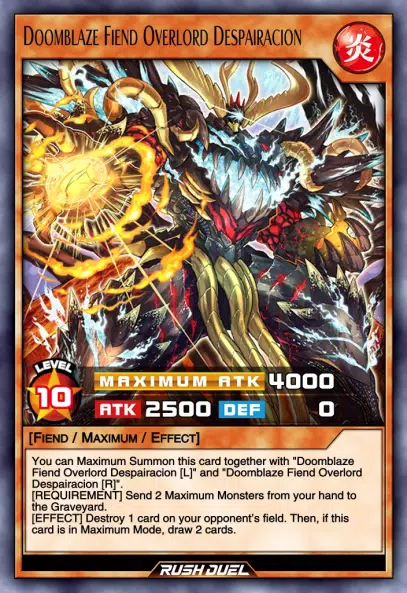 Doomblaze Fiend Overlord Despairacion
炎
LEVEL
10
MAXIMUM ATK 4000
ATK 2500 DEF 0
[Fiend / Maximum / Effect]
You can Maximum Summon this card together with "Doomblaze
Fiend Overlord Despairacion [L]" and "Doomblaze Fiend Overlord
Despairacion [R]".
[REQUIREMENT] Send 2 Maximum Monsters from your hand to
the Graveyard.
[EFFECT] Destroy 1 card on your opponent's field. Then, if this
card is in Maximum Mode, draw 2 cards.
RUSH DUEL